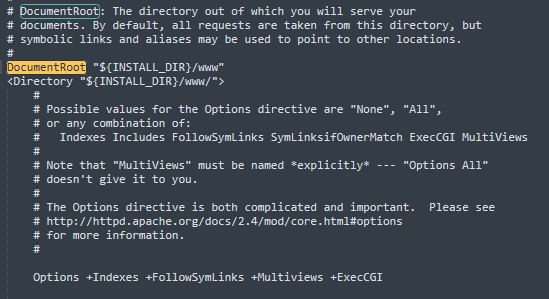 # DocumentRoot: The directory out of which you will serve your
# documents. By default, all requests are taken from this directory, but
# symbolic links and aliases may be used to point to other locations.
#
DocumentRoot "${INSTALL_DIR}/www"
<Directory "${INSTALL_DIR}/www/">
    #
    # Possible values for the Options directive are "None", "All",
    # or any combination of:
    #   Indexes Includes FollowSymLinks SymLinksifOwnerMatch ExecCGI MultiViews
    #
    # Note that "MultiViews" must be named *explicitly* --- "Options All"
    # doesn't give it to you.
    #
    # The Options directive is both complicated and important.  Please see
    # http://httpd.apache.org/docs/2.4/mod/core.html#options
    # for more information.
    #
    Options +Indexes +FollowSymLinks +Multiviews +ExecCGI